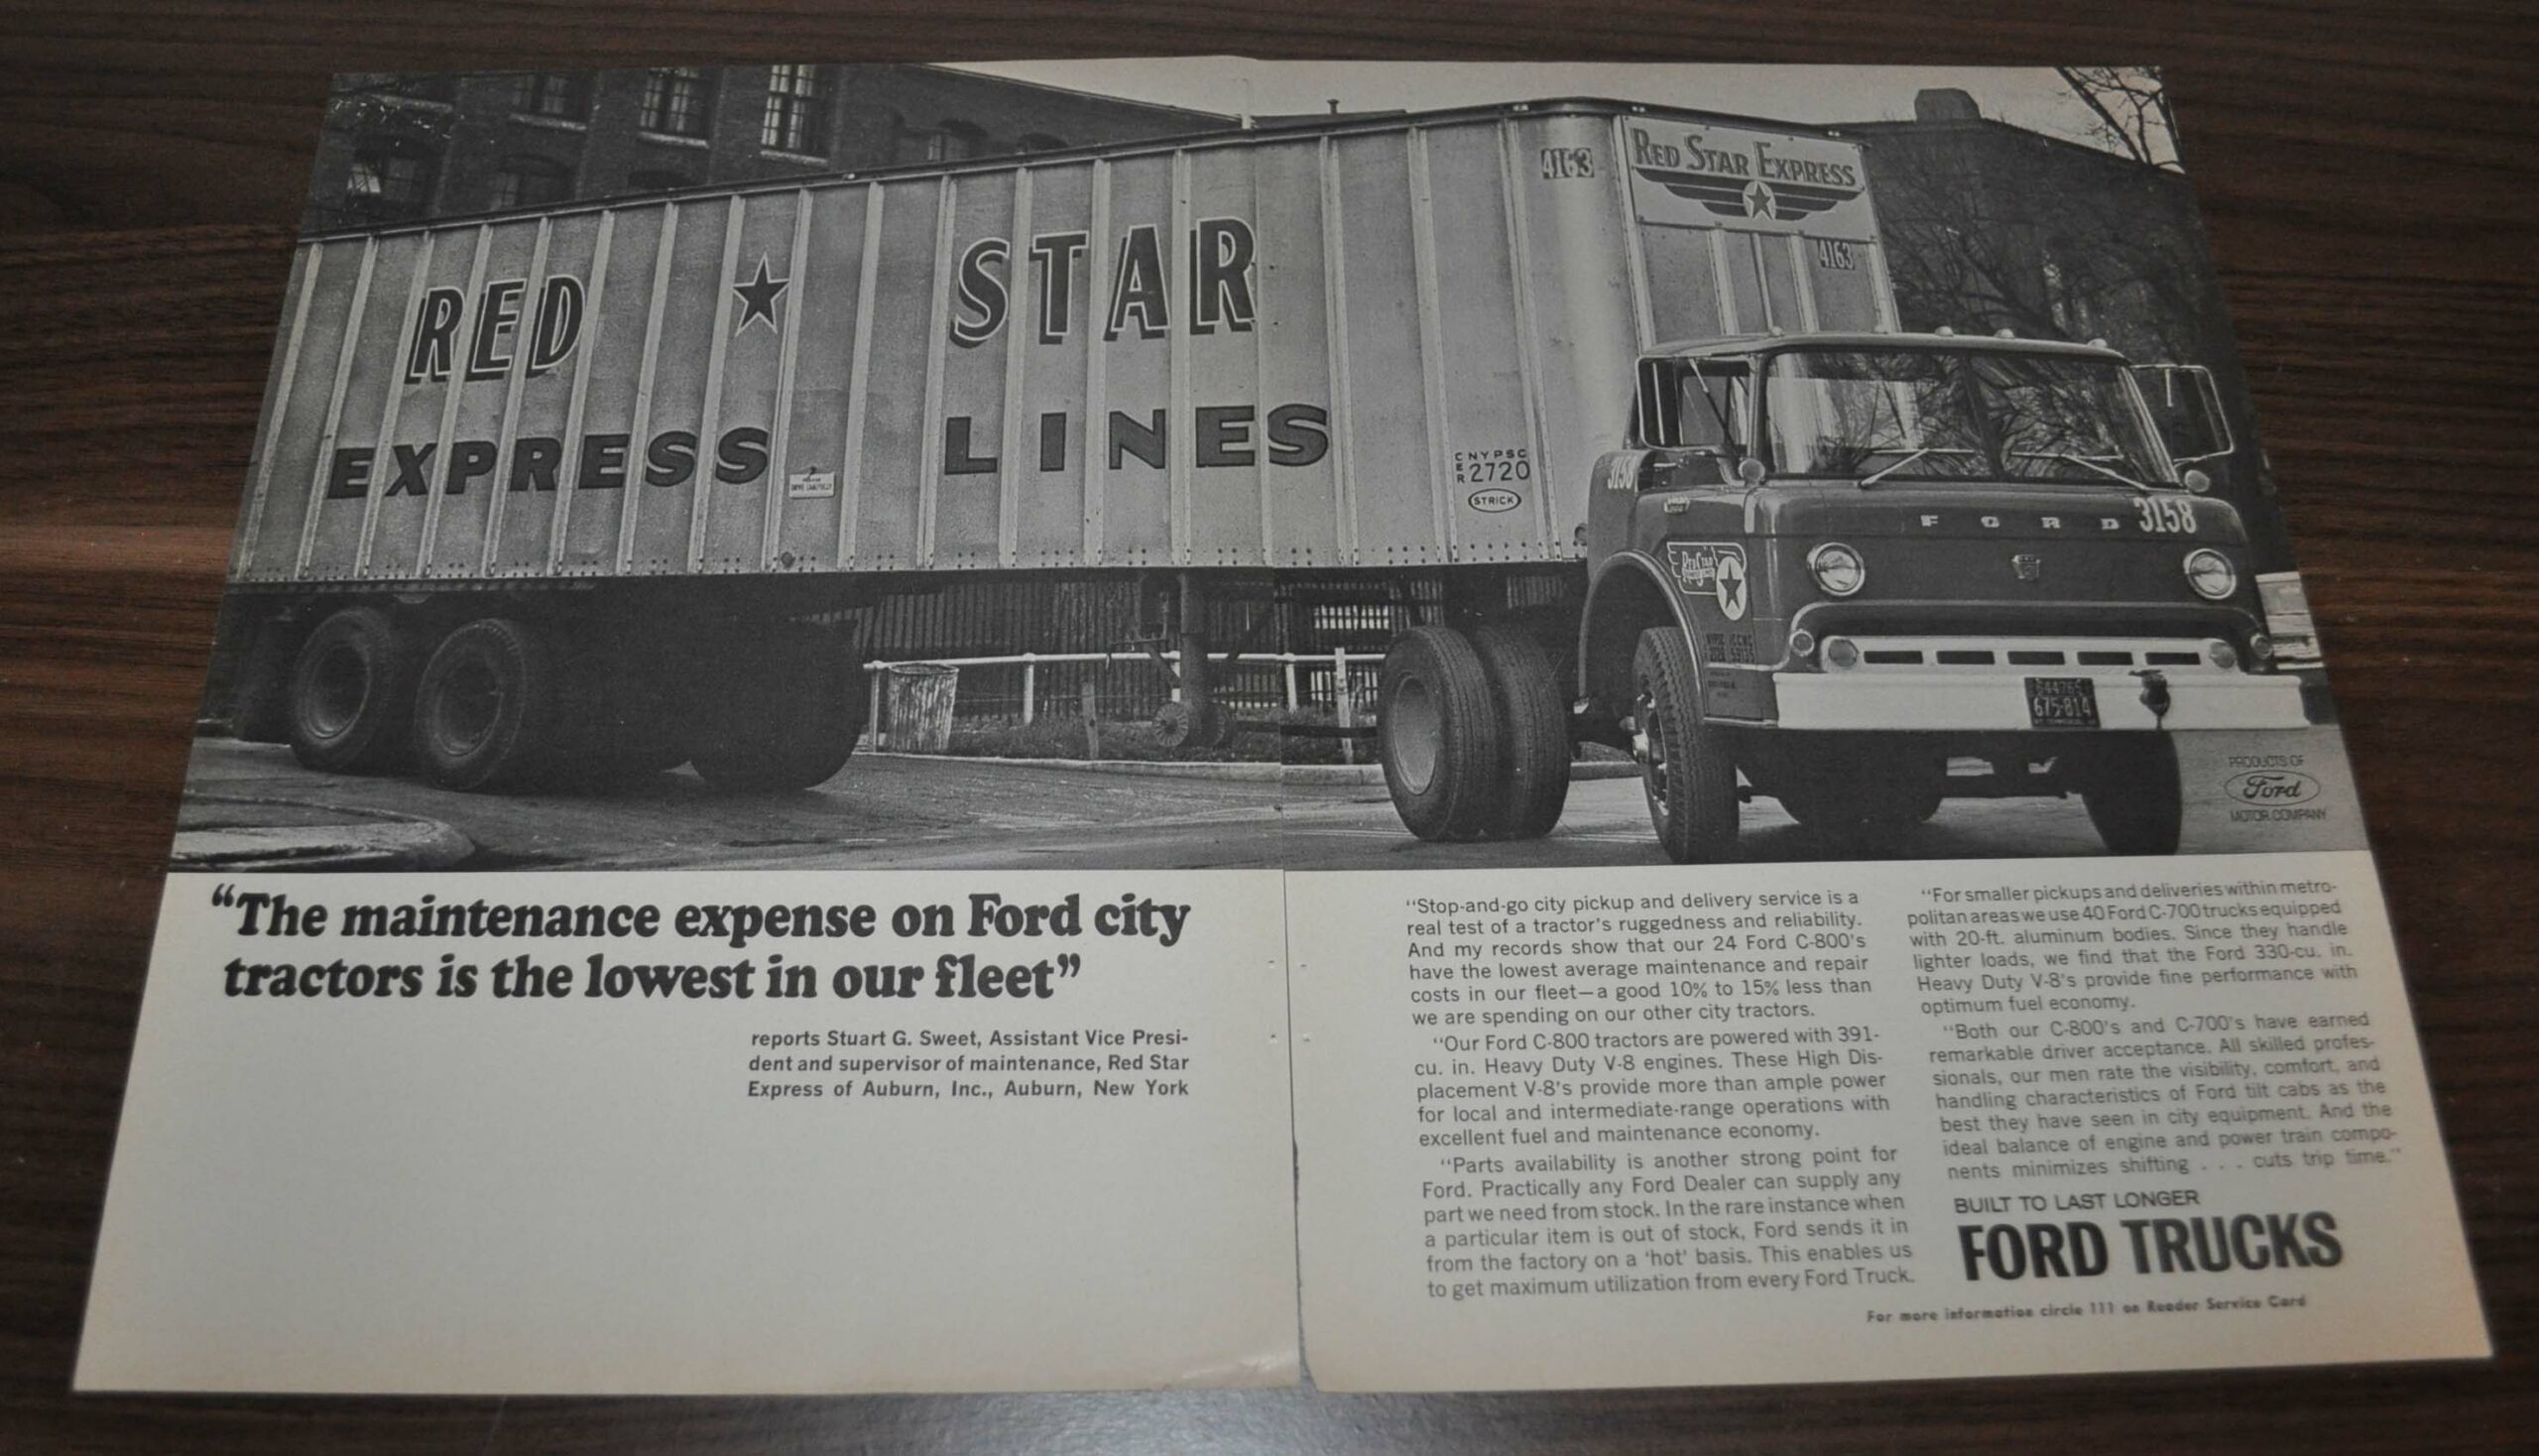 4163
RED STAR EXPRESS
4163
RED STAR
EXPRESS LINES
CNYPSC
2720
STRICK
3158
FORD
3158
675-814
PRODUCTS OF
Ford
MOTOR COMPANY
“The maintenance expense on Ford city
tractors is the lowest in our fleet”
reports Stuart G. Sweet, Assistant Vice Presi-
dent and supervisor of maintenance, Red Star
Express of Auburn, Inc., Auburn, New York
“Stop-and-go city pickup and delivery service is a
real test of a tractor's ruggedness and reliability.
And my records show that our 24 Ford C-800's
have the lowest average maintenance and repair
costs in our fleet—a good 10% to 15% less than
we are spending on our other city tractors.
“Our Ford C-800 tractors are powered with 391-
cu. in. Heavy Duty V-8 engines. These High Dis-
placement V-8's provide more than ample power
for local and intermediate-range operations with
excellent fuel and maintenance economy.
“Parts availability is another strong point for
Ford. Practically any Ford Dealer can supply any
part we need from stock. In the rare instance when
a particular item is out of stock, Ford sends it in
from the factory on a ‘hot’ basis. This enables us
to get maximum utilization from every Ford Truck.
“For smaller pickups and deliveries within metro-
politan areas we use 40 Ford C-700 trucks equipped
with 20-ft. aluminum bodies. Since they handle
lighter loads, we find that the Ford 330-cu. in.
Heavy Duty V-8's provide fine performance with
optimum fuel economy.
“Both our C-800's and C-700's have earned
remarkable driver acceptance. All skilled profes-
sionals, our men rate the visibility, comfort, and
handling characteristics of Ford tilt cabs as the
best they have seen in city equipment. And the
ideal balance of engine and power train compo-
nents minimizes shifting . . . cuts trip time.”
BUILT TO LAST LONGER
FORD TRUCKS
For more information circle 111 on Reader Service Card